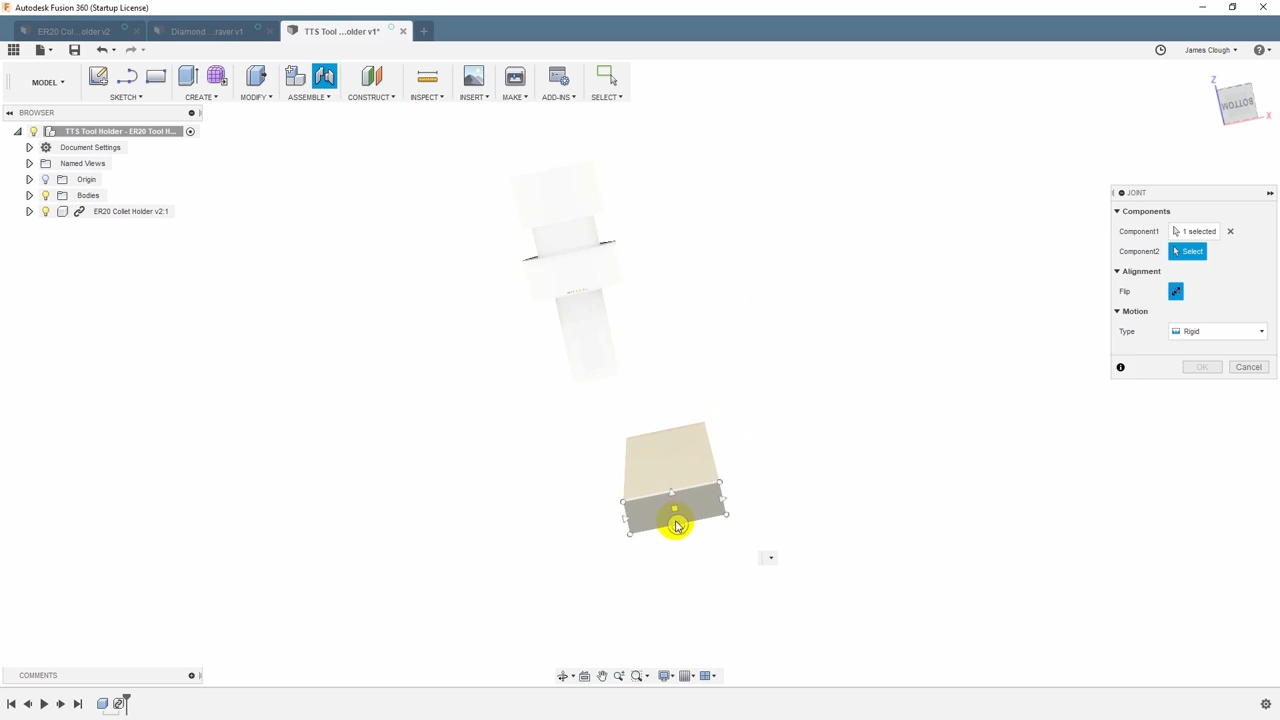 Autodesk Fusion 360 (Startup License)
ER20 Col...older v2
Diamond ...raver v1
TTS Tool ...older v1*
James Clough
MODEL
SKETCH
CREATE
MODIFY
ASSEMBLE
CONSTRUCT
INSPECT
INSERT
MAKE
ADD-INS
SELECT
BOTTOM
Z
X
BROWSER
TTS Tool Holder - ER20 Tool H...
Document Settings
Named Views
Origin
Bodies
ER20 Collet Holder v2:1
JOINT
Components
Component1 1 selected
Component2 Select
Alignment
Flip
Motion
Type Rigid
OK Cancel
COMMENTS